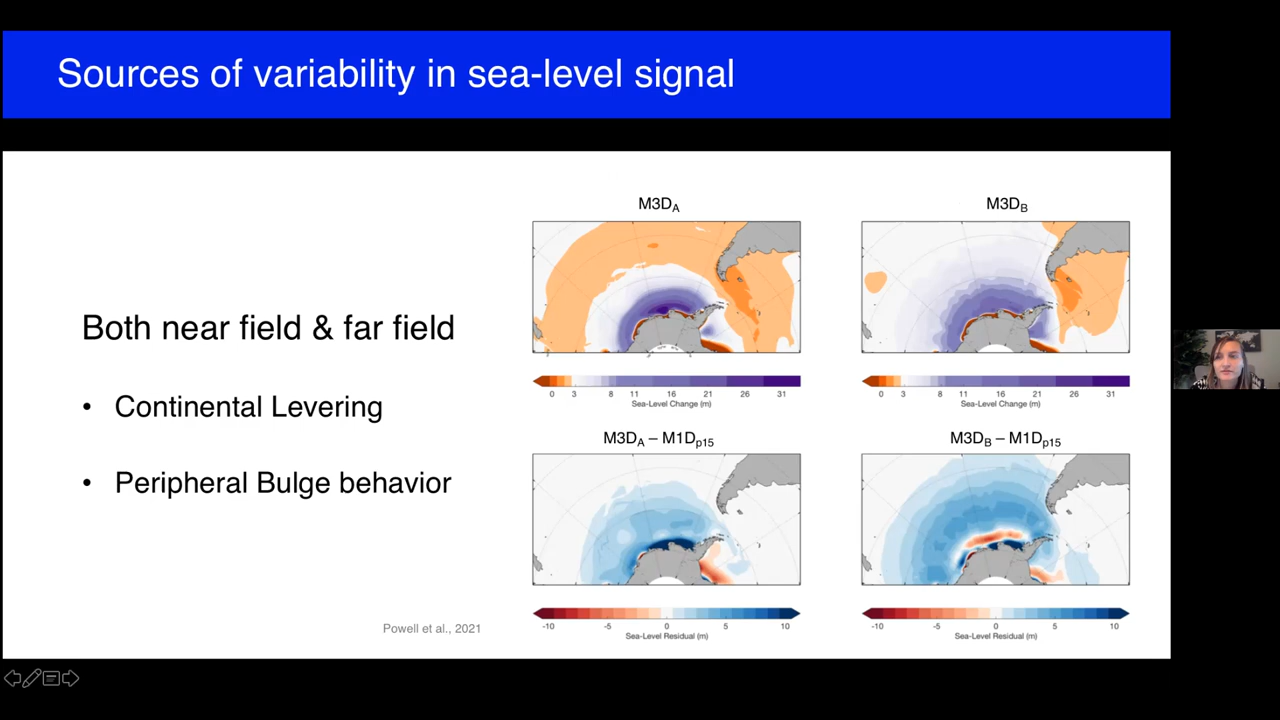 Sources of variability in sea-level signal
Both near field & far field
• Continental Levering
• Peripheral Bulge behavior
Powell et al., 2021
M3DA
M3DB
0 3 8 11 16 21 26 31
Sea-Level Change (m)
0 3 8 11 16 21 26 31
Sea-Level Change (m)
M3DA – M1Dp15
M3DB – M1Dp15
-10 -5 0 5 10
Sea-Level Residual (m)
-10 -5 0 5 10
Sea-Level Residual (m)